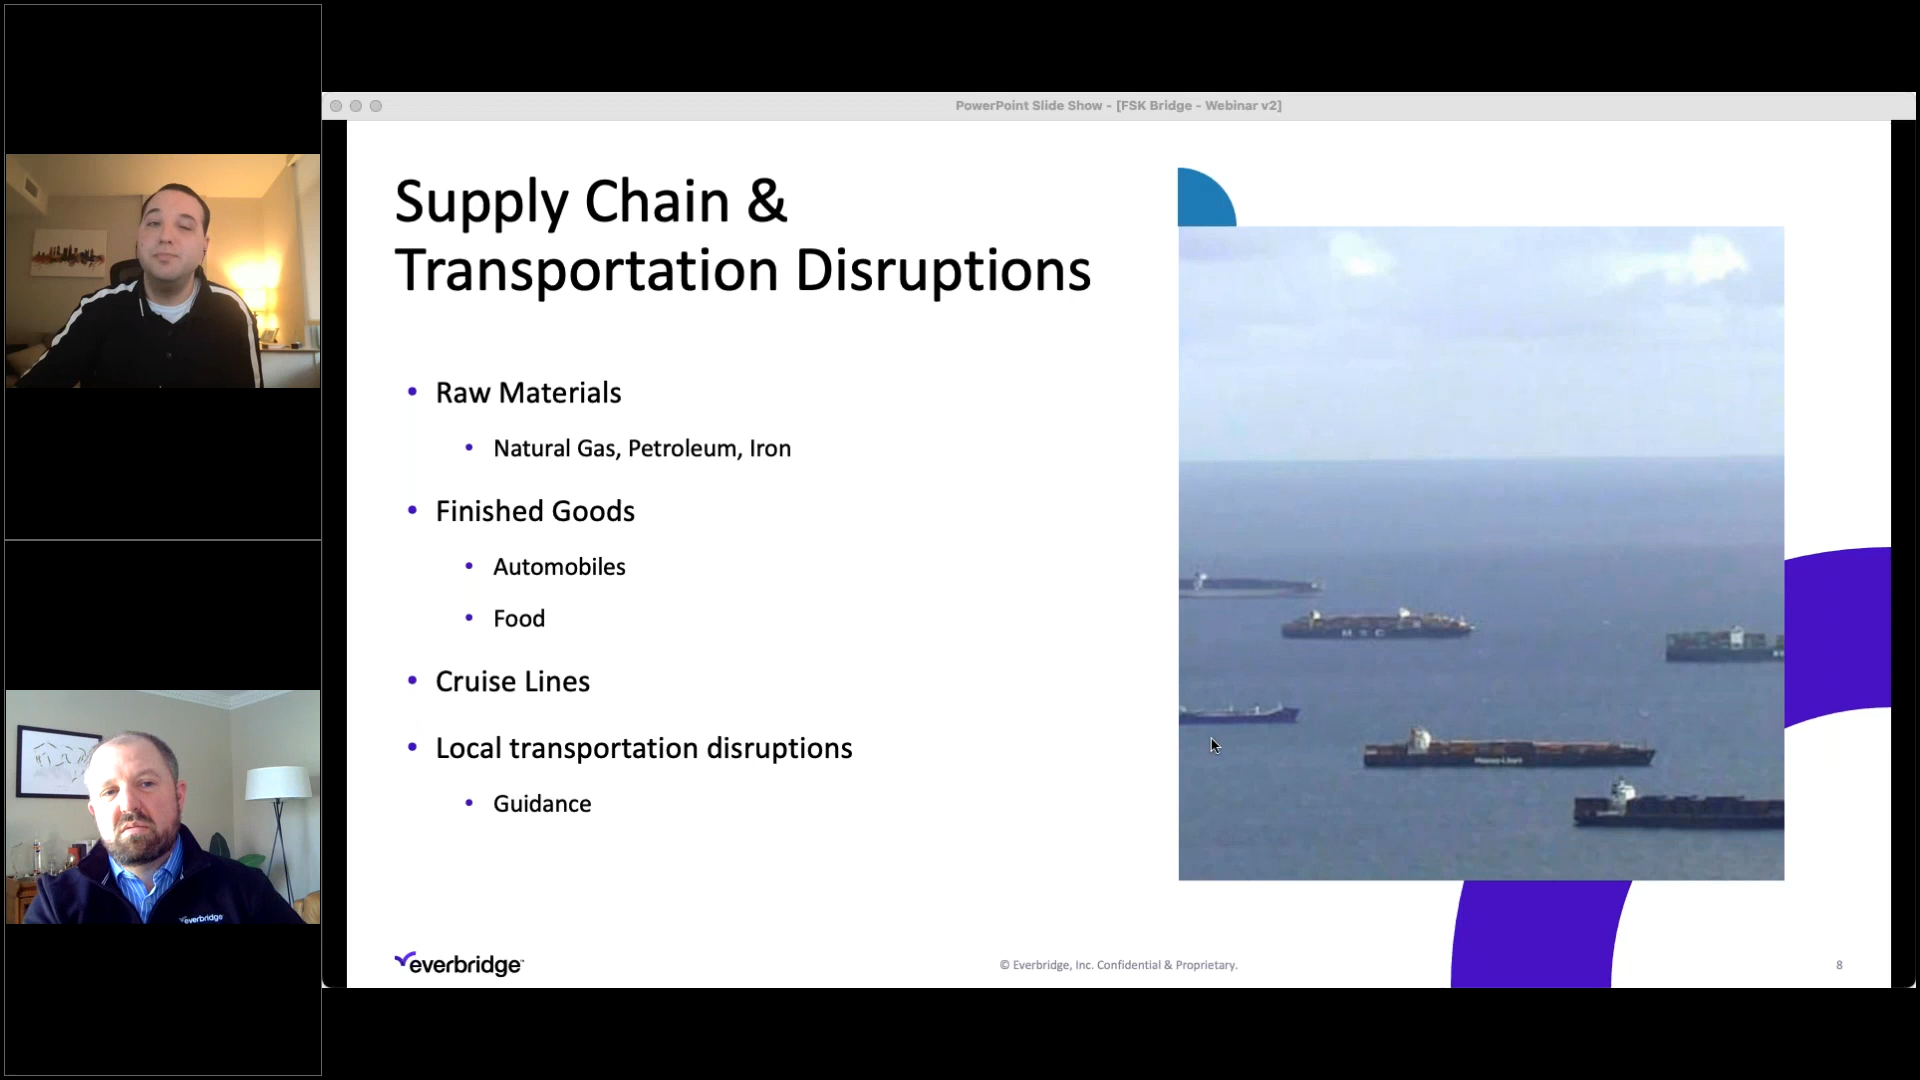 PowerPoint Slide Show - [FSK Bridge - Webinar v2]
Supply Chain &
Transportation Disruptions
• Raw Materials
• Natural Gas, Petroleum, Iron
• Finished Goods
• Automobiles
• Food
• Cruise Lines
• Local transportation disruptions
• Guidance
M S C
everbridge
everbridge™
© Everbridge, Inc. Confidential & Proprietary.
8